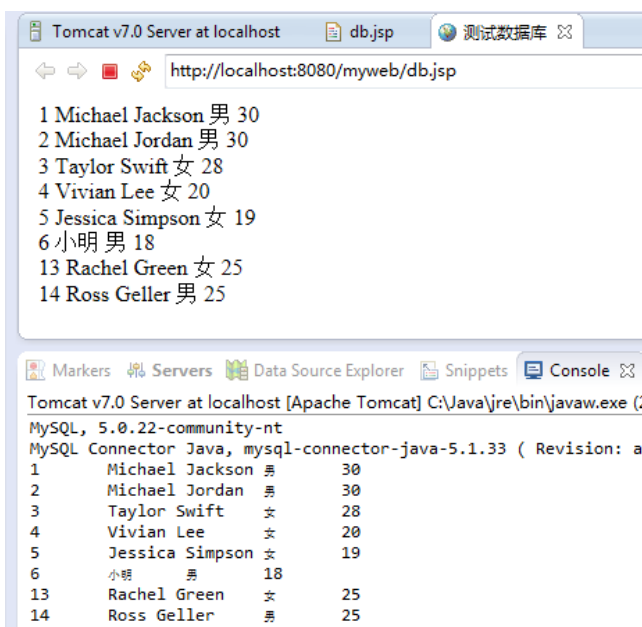 Tomcat v7.0 Server at localhost db.jsp 测试数据库
http://localhost:8080/myweb/db.jsp
1 Michael Jackson 男 30
2 Michael Jordan 男 30
3 Taylor Swift 女 28
4 Vivian Lee 女 20
5 Jessica Simpson 女 19
6 小明 男 18
13 Rachel Green 女 25
14 Ross Geller 男 25
Markers Servers Data Source Explorer Snippets Console
Tomcat v7.0 Server at localhost [Apache Tomcat] C:\Java\jre\bin\javaw.exe (2
MySQL, 5.0.22-community-nt
MySQL Connector Java, mysql-connector-java-5.1.33 ( Revision: a
1 Michael Jackson 男 30
2 Michael Jordan 男 30
3 Taylor Swift 女 28
4 Vivian Lee 女 20
5 Jessica Simpson 女 19
6 小明 男 18
13 Rachel Green 女 25
14 Ross Geller 男 25